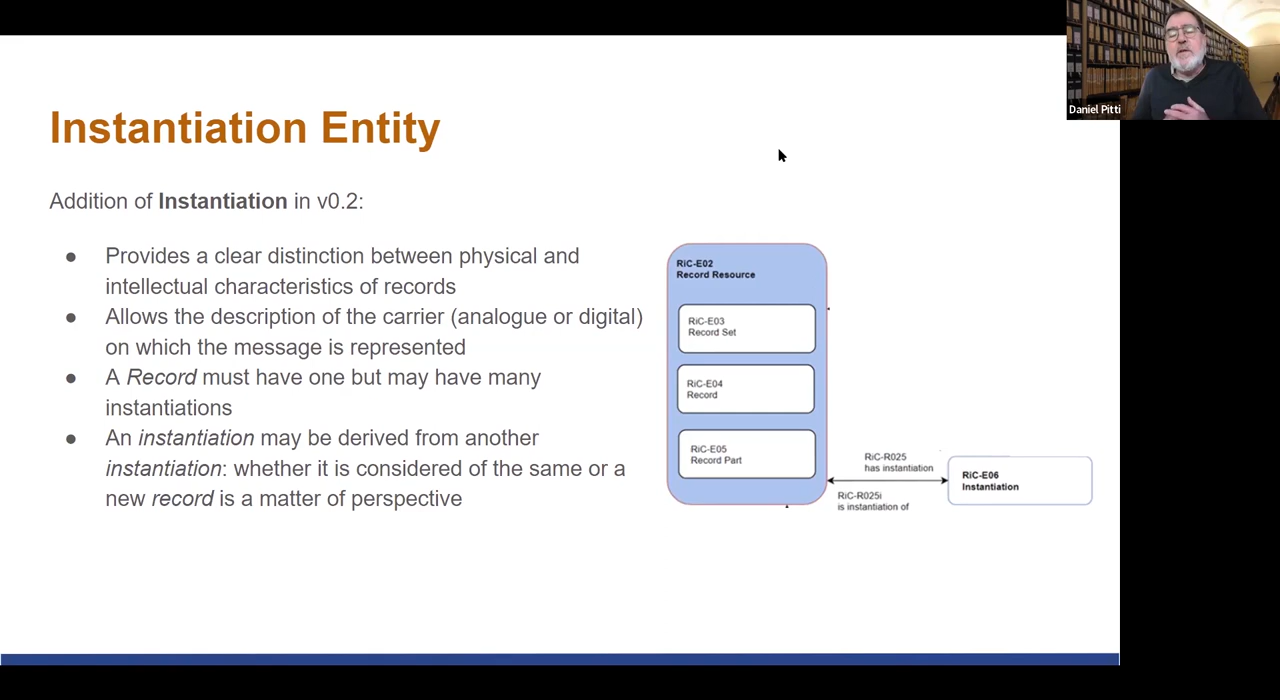 Daniel Pitti
Instantiation Entity
Addition of Instantiation in v0.2:
● Provides a clear distinction between physical and
intellectual characteristics of records
● Allows the description of the carrier (analogue or digital)
on which the message is represented
● A Record must have one but may have many
instantiations
● An instantiation may be derived from another
instantiation: whether it is considered of the same or a
new record is a matter of perspective
RiC-E02
Record Resource
RiC-E03
Record Set
RiC-E04
Record
RiC-E05
Record Part
RiC-R025
has instantiation
RiC-R025i
is instantiation of
RiC-E06
Instantiation